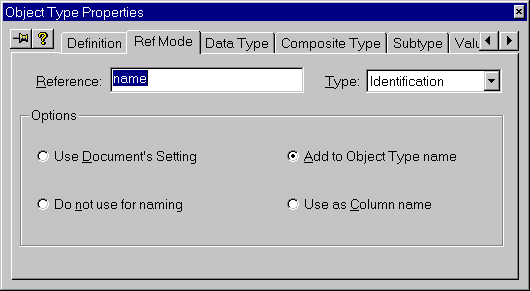 Object Type Properties
Definition Ref Mode Data Type Composite Type Subtype Valu
Reference: name Type: Identification
Options
Use Document's Setting Add to Object Type name
Do not use for naming Use as Column name